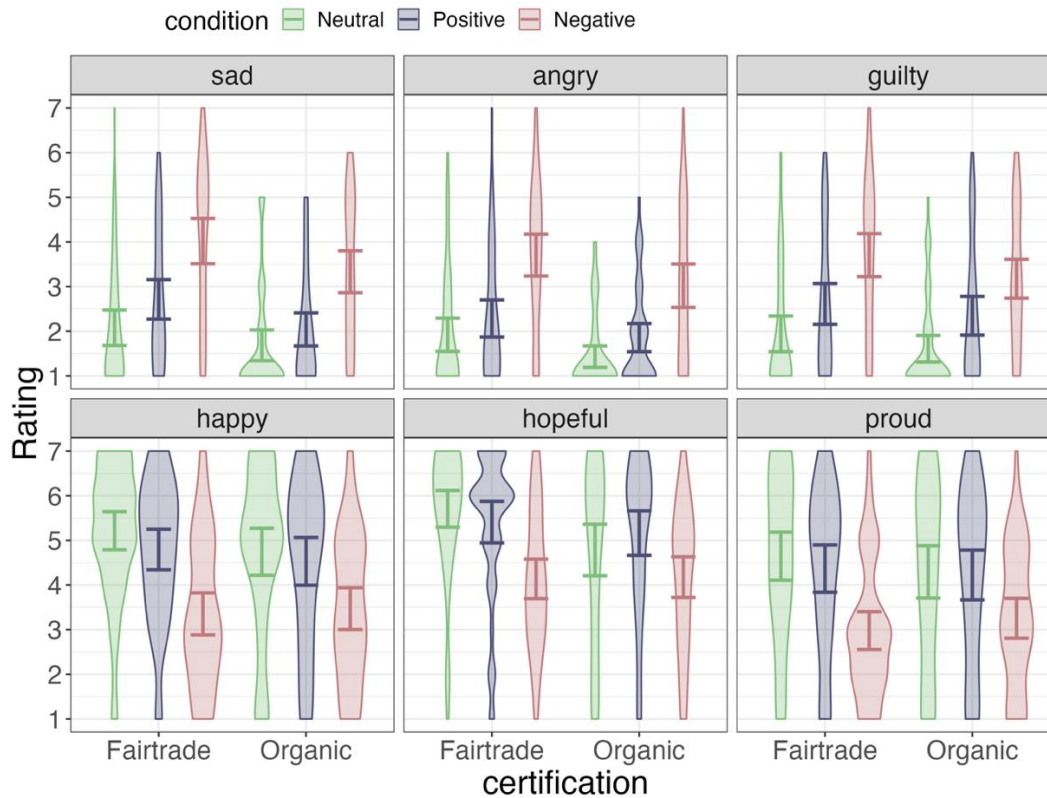 condition Neutral Positive Negative
sad angry guilty
7
6
5
4
3
2
1
happy hopeful proud
7
6
5
4
3
2
1
Rating
Fairtrade Organic Fairtrade Organic Fairtrade Organic
certification